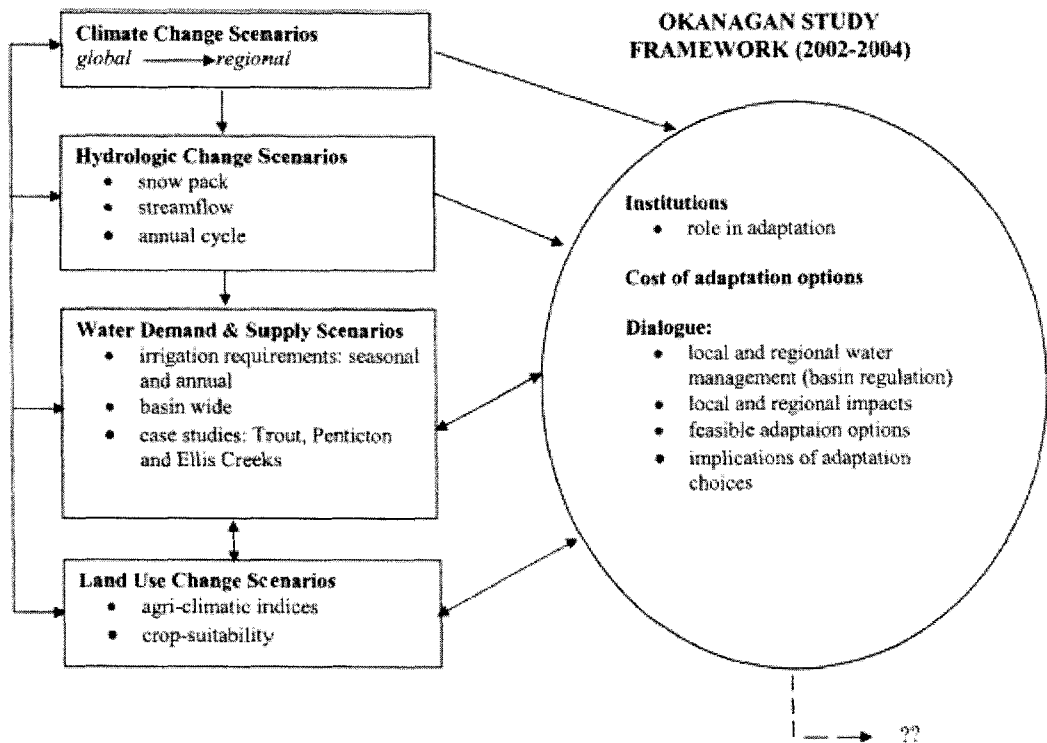 OKANAGAN STUDY
FRAMEWORK (2002-2004)
Climate Change Scenarios
global → regional
Hydrologic Change Scenarios
• snow pack
• streamflow
• annual cycle
Water Demand & Supply Scenarios
• irrigation requirements: seasonal
and annual
• basin wide
• case studies: Trout, Penticton
and Ellis Creeks
Land Use Change Scenarios
• agri-climatic indices
• crop-suitability
Institutions
• role in adaptation
Cost of adaptation options
Dialogue:
• local and regional water
management (basin regulation)
• local and regional impacts
• feasible adaptaion options
• implications of adaptation
choices
??